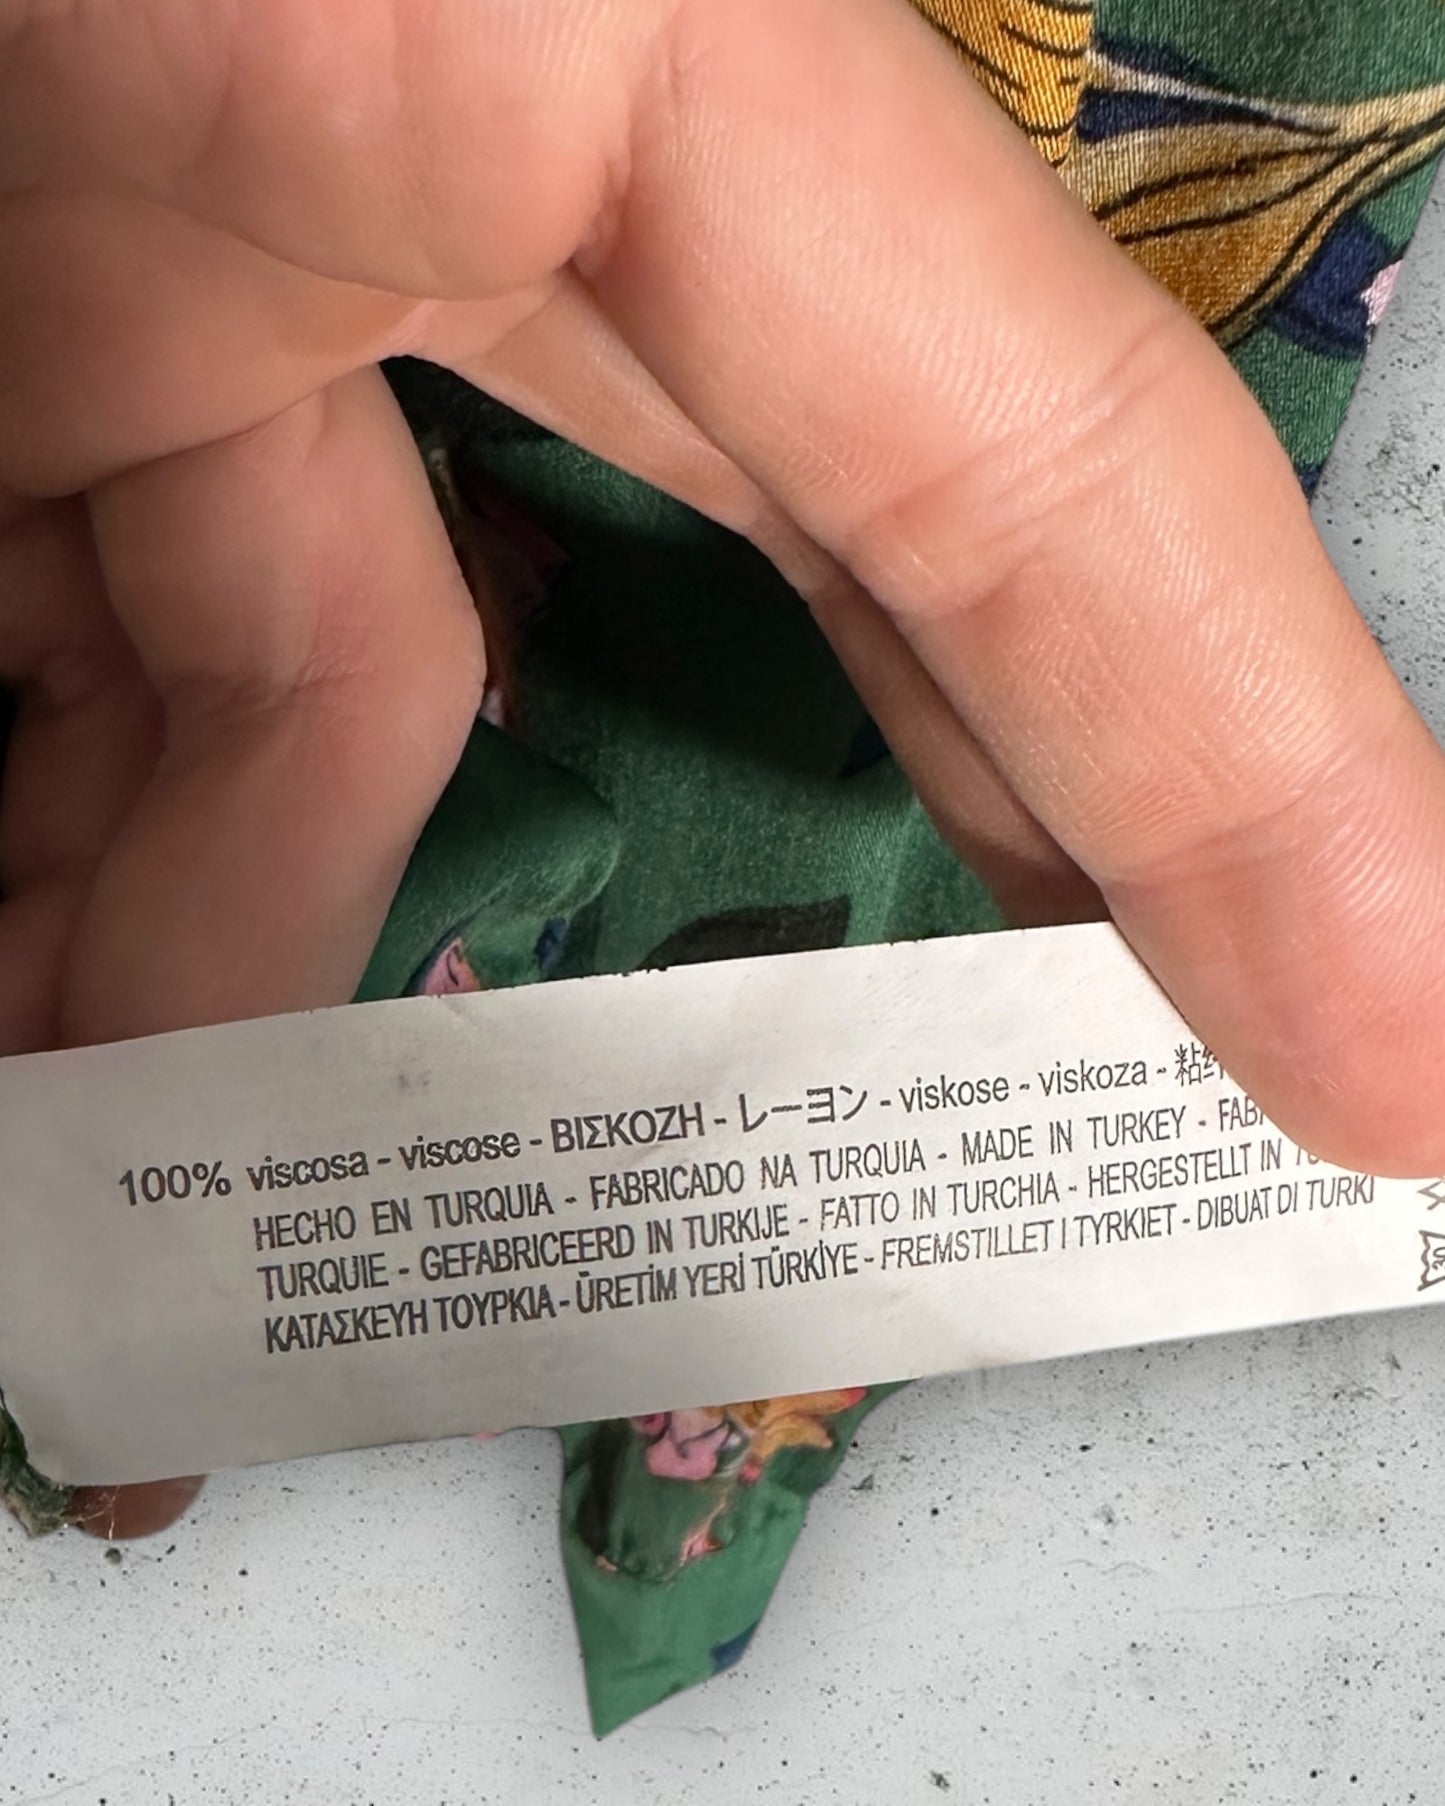 100% viscosa - viscose - ΒΙΣΚΟΖΗ - レーヨン - viskose - viskoza - 粘
HECHO EN TURQUIA - FABRICADO NA TURQUIA - MADE IN TURKEY -
TURQUIE - GEFABRICEERD IN TURKIJE - FATTO IN TURCHIA - HERGESTELLT IN
ΚΑΤΑΣΚΕΥΗ ΤΟΥΡΚΙΑ - ÜRETİM YERİ TÜRKİYE - FREMSTILLET I TYRKIET - DIBUAT DI TURKI